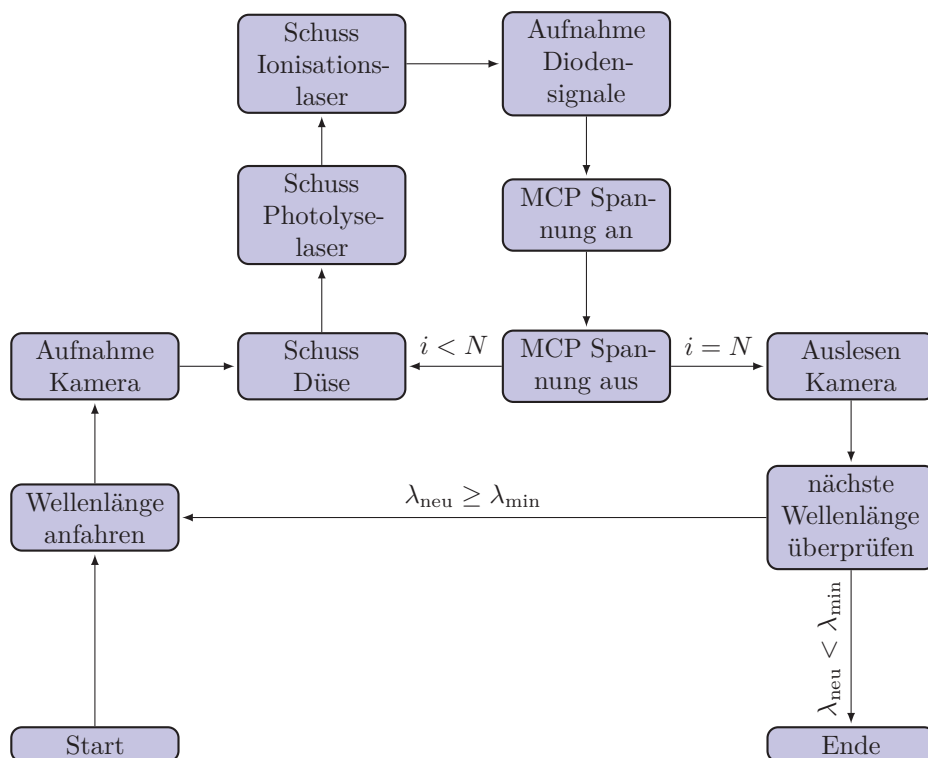 Schuss
Ionisations-
laser
Aufnahme
Dioden-
signale
Schuss
Photolyse-
laser
MCP Span-
nung an
Aufnahme
Kamera
Schuss
Düse
i < N
MCP Span-
nung aus
i = N
Auslesen
Kamera
Wellenlänge
anfahren
λneu ≥ λmin
nächste
Wellenlänge
überprüfen
λneu < λmin
Start
Ende